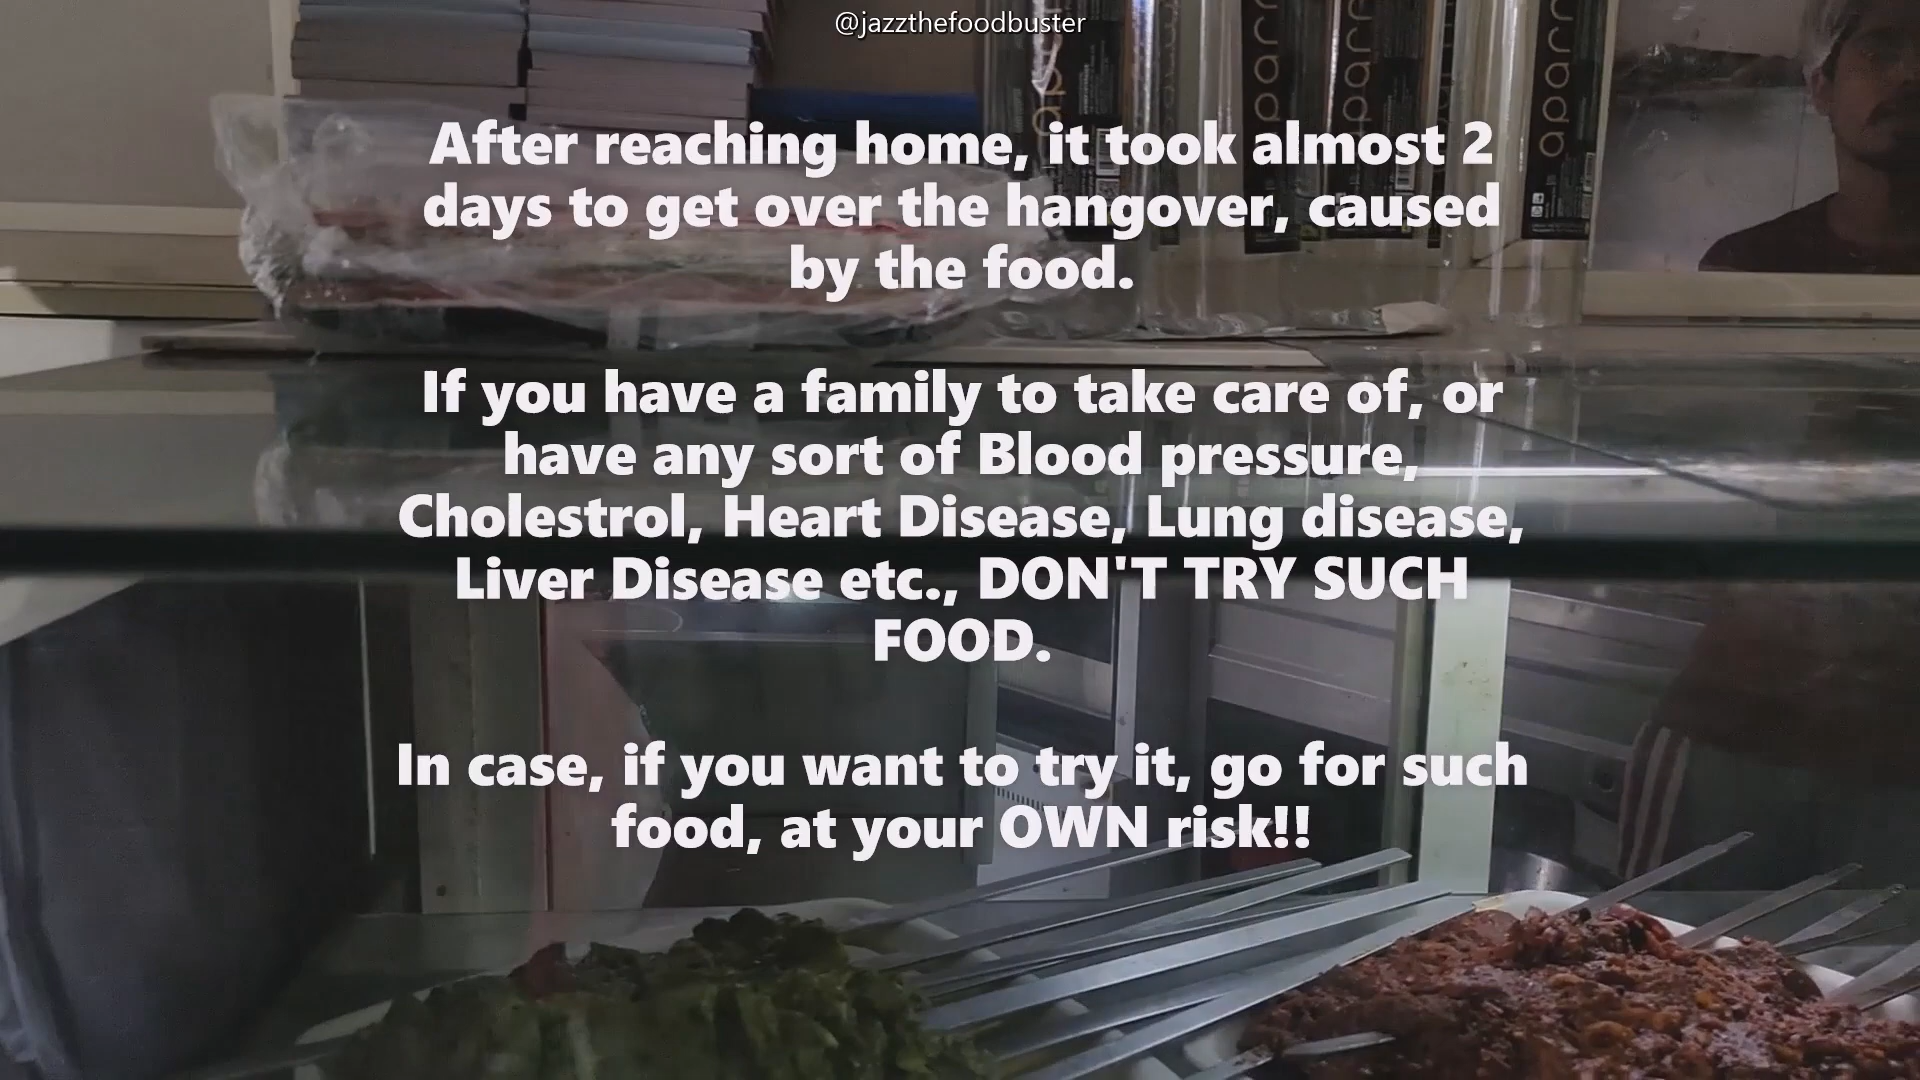 @jazzthefoodbuster
After reaching home, it took almost 2
days to get over the hangover, caused
by the food.
If you have a family to take care of, or
have any sort of Blood pressure,
Cholestrol, Heart Disease, Lung disease,
Liver Disease etc., DON'T TRY SUCH
FOOD.
In case, if you want to try it, go for such
food, at your OWN risk!!